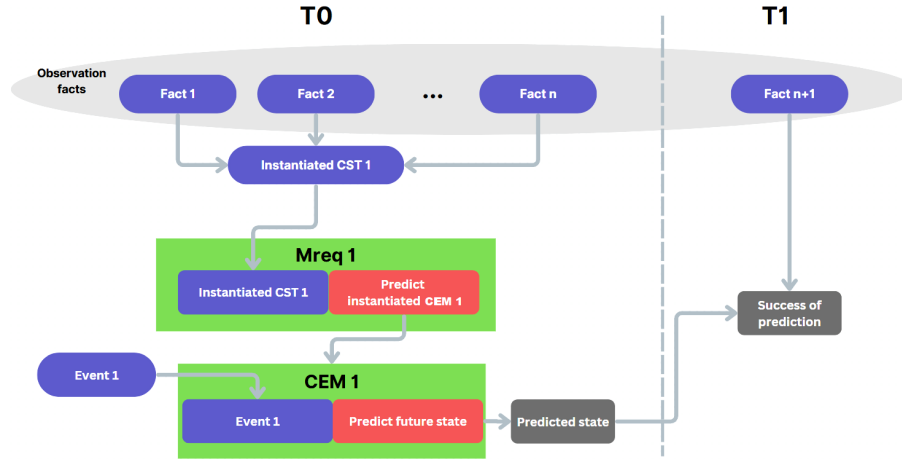 T0
T1
Observation
facts
Fact 1
Fact 2
...
Fact n
Fact n+1
Instantiated CST 1
Mreq 1
Instantiated CST 1
Predict
instantiated CEM 1
Success of
prediction
Event 1
CEM 1
Event 1
Predict future state
Predicted state